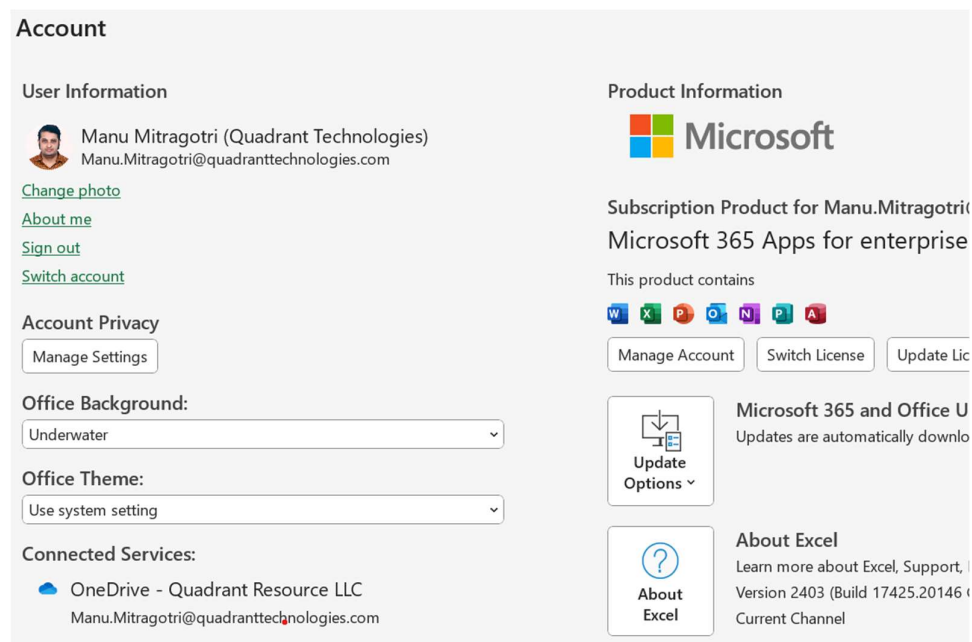 Account
User Information
Manu Mitragotri (Quadrant Technologies)
Manu.Mitragotri@quadranttechnologies.com
Change photo
About me
Sign out
Switch account
Account Privacy
Manage Settings
Office Background:
Underwater
Office Theme:
Use system setting
Connected Services:
OneDrive - Quadrant Resource LLC
Manu.Mitragotri@quadranttechnologies.com
Product Information
Microsoft
Subscription Product for Manu.Mitragotri
Microsoft 365 Apps for enterprise
This product contains
W X P O N P A
Manage Account
Switch License
Update Lic
Update
Options
Microsoft 365 and Office U
Updates are automatically downlo
About
Excel
About Excel
Learn more about Excel, Support,
Version 2403 (Build 17425.20146
Current Channel